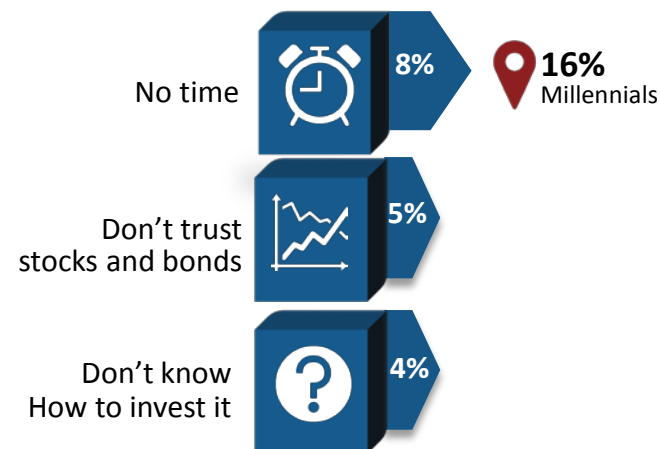 No time
8%
16%
Millennials
Don’t trust
stocks and bonds
5%
Don’t know
How to invest it
4%
?